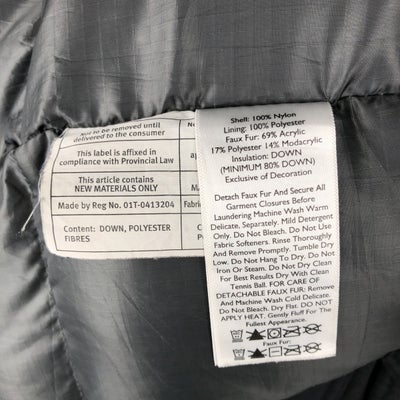 Not to be removed until
delivered to the consumer
This label is affixed in
compliance with Provincial Law
This article contains
NEW MATERIALS ONLY
Made by Reg No. 01T-0413204
Content: DOWN, POLYESTER
FIBRES
Shell: 100% Nylon
Lining: 100% Polyester
Faux Fur: 69% Acrylic
17% Polyester 14% Modacrylic
Insulation: DOWN
(MINIMUM 80% DOWN)
Exclusive of Decoration
Detach Faux Fur And Secure All
Garment Closures Before
Laundering Machine Wash Warm
Delicate, Separately. Mild Detergent
Only. Do Not Bleach. Do Not Use
Fabric Softeners. Rinse Thoroughly
And Remove Promptly. Tumble Dry
Low. Do Not Hang To Dry. Do Not
Iron Or Steam. Do Not Dry Clean
For Best Results Dry With Clean
Tennis Ball. FOR CARE OF
DETACHABLE FAUX FUR: Remove
And Machine Wash Cold Delicate.
Do Not Bleach. Dry Flat. DO NOT
APPLY HEAT. Gently Fluff For The
Fullest Appearance.
Faux Fur: